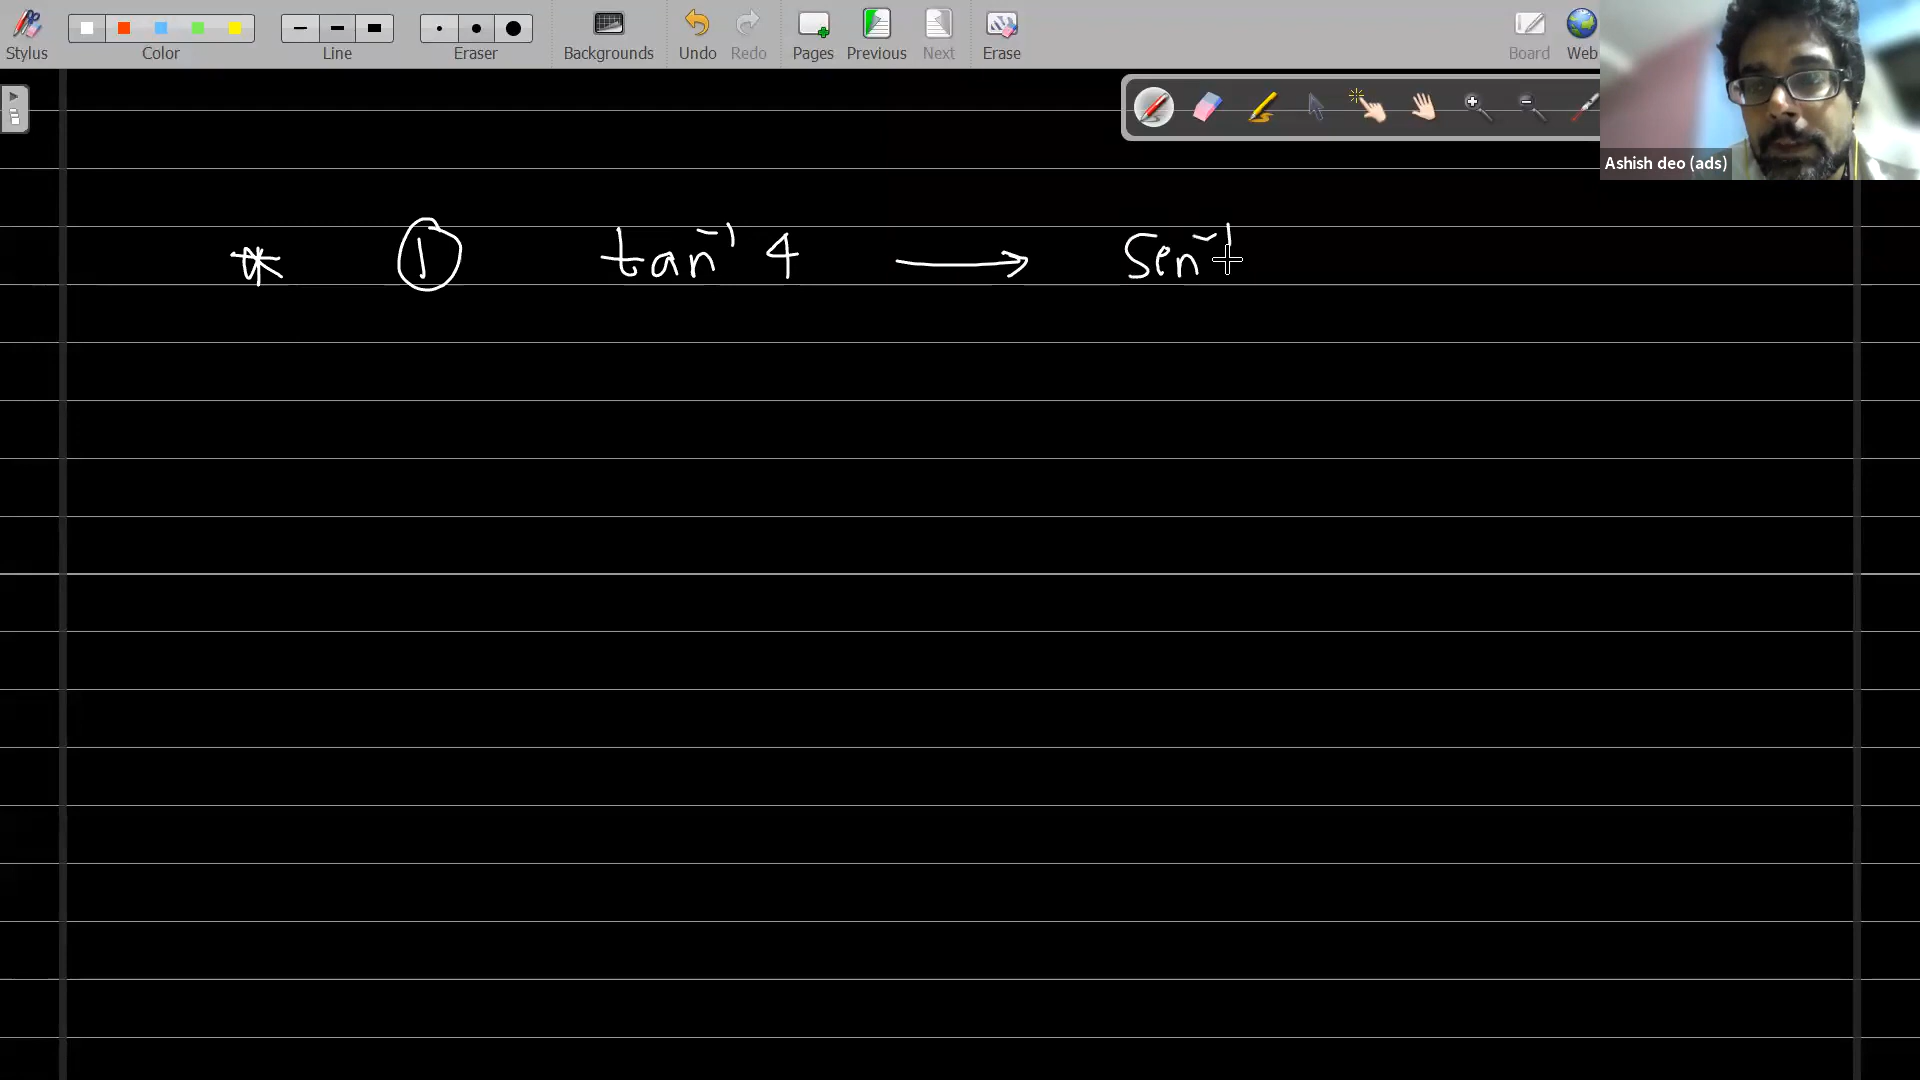 Stylus Color Line Eraser Backgrounds Undo Redo Pages Previous Next Erase Board Web
Ashish deo (ads)
* ① tan⁻¹ 4 → Sin⁻¹